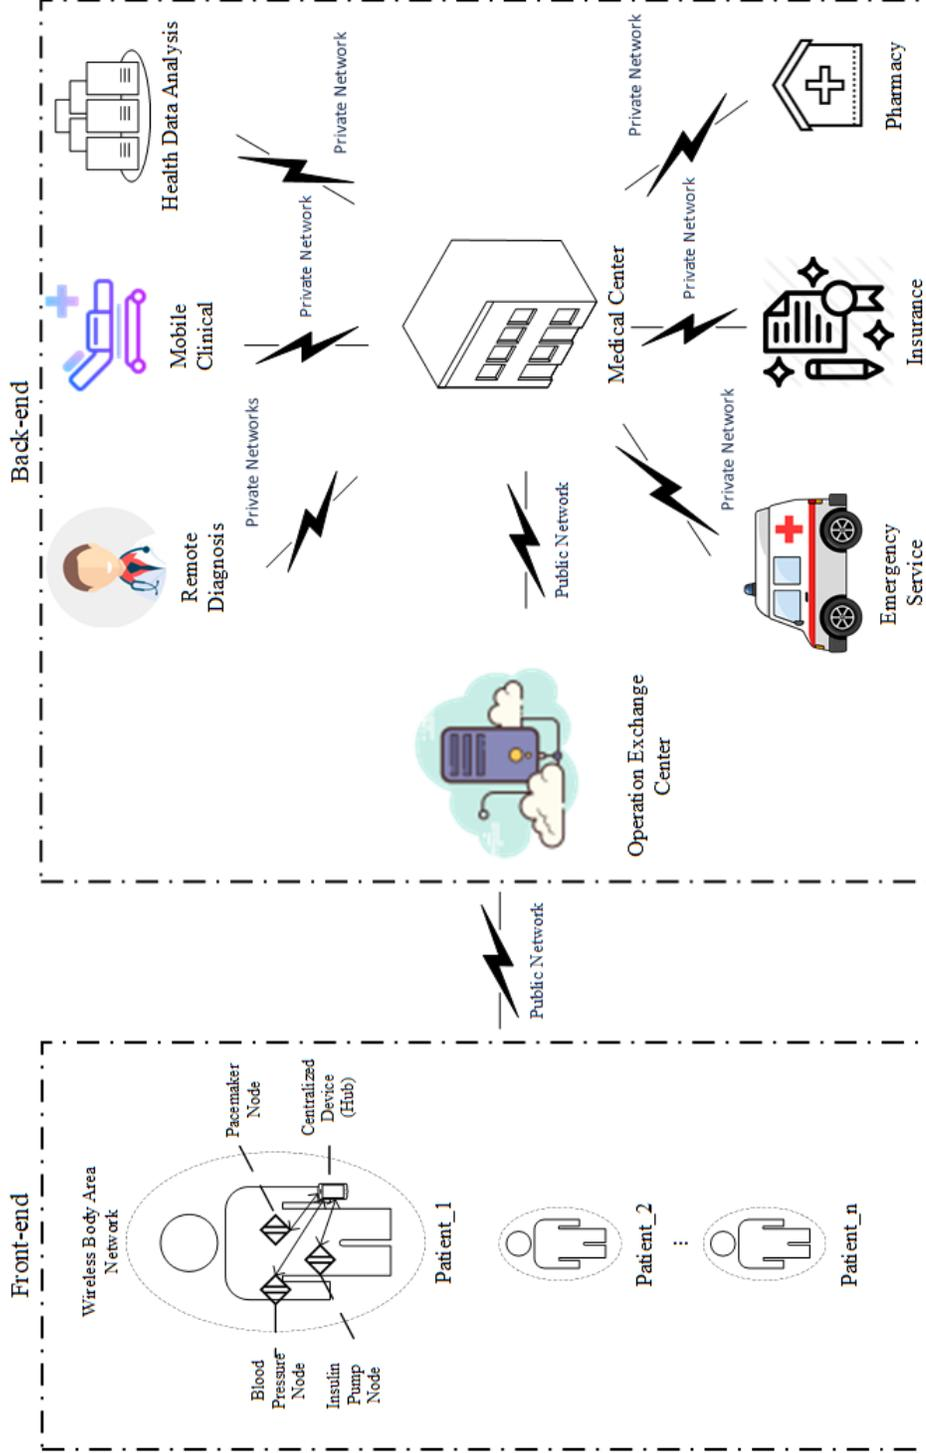 Front-end
Wireless Body Area
Network
Pacemaker
Node
Centralized
Device
(Hub)
Blood
Pressure
Node
Insulin
Pump
Node
Patient_1
Patient_2
...
Patient_n
Public Network
Back-end
Operation Exchange
Center
Public Network
Remote
Diagnosis
Private Networks
Mobile
Clinical
Private Network
Health Data Analysis
Private Network
Medical Center
Emergency
Service
Private Network
Insurance
Private Network
Pharmacy
Private Network